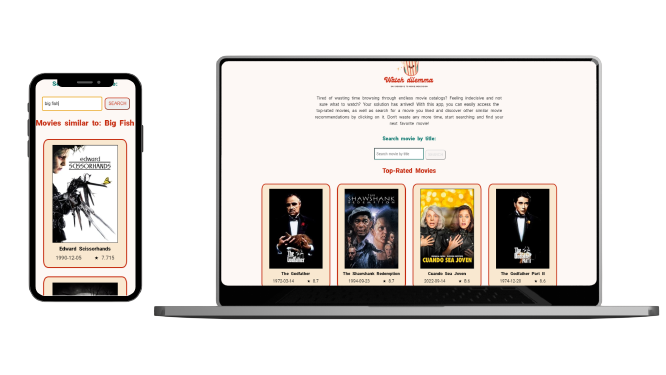 big fish
SEARCH
Movies similar to: Big Fish
edward
SCISSORHANDS
Edward Scissorhands
1990-12-05 ★ 7.715
Watch dilemma
Tired of wasting time browsing through endless movie catalogs? Feeling indecisive and not
sure what to watch? Your solution has arrived! With this app, you can easily access the
top-rated movies, as well as search for a movie you liked and discover other similar movie
recommendations by clicking on it. Don't waste any more time, start searching and find your
next favorite movie!
Search movie by title:
Search movie by title
Top-Rated Movies
The Godfather
THE SHAWSHANK
REDEMPTION
CUANDO SEA JOVEN
The Godfather
1972-03-14 ★ 8.7
The Shawshank Redemption
1994-09-23 ★ 8.7
Cuando Sea Joven
2022-09-14 ★ 8.6
The Godfather Part II
1974-12-20 ★ 8.6